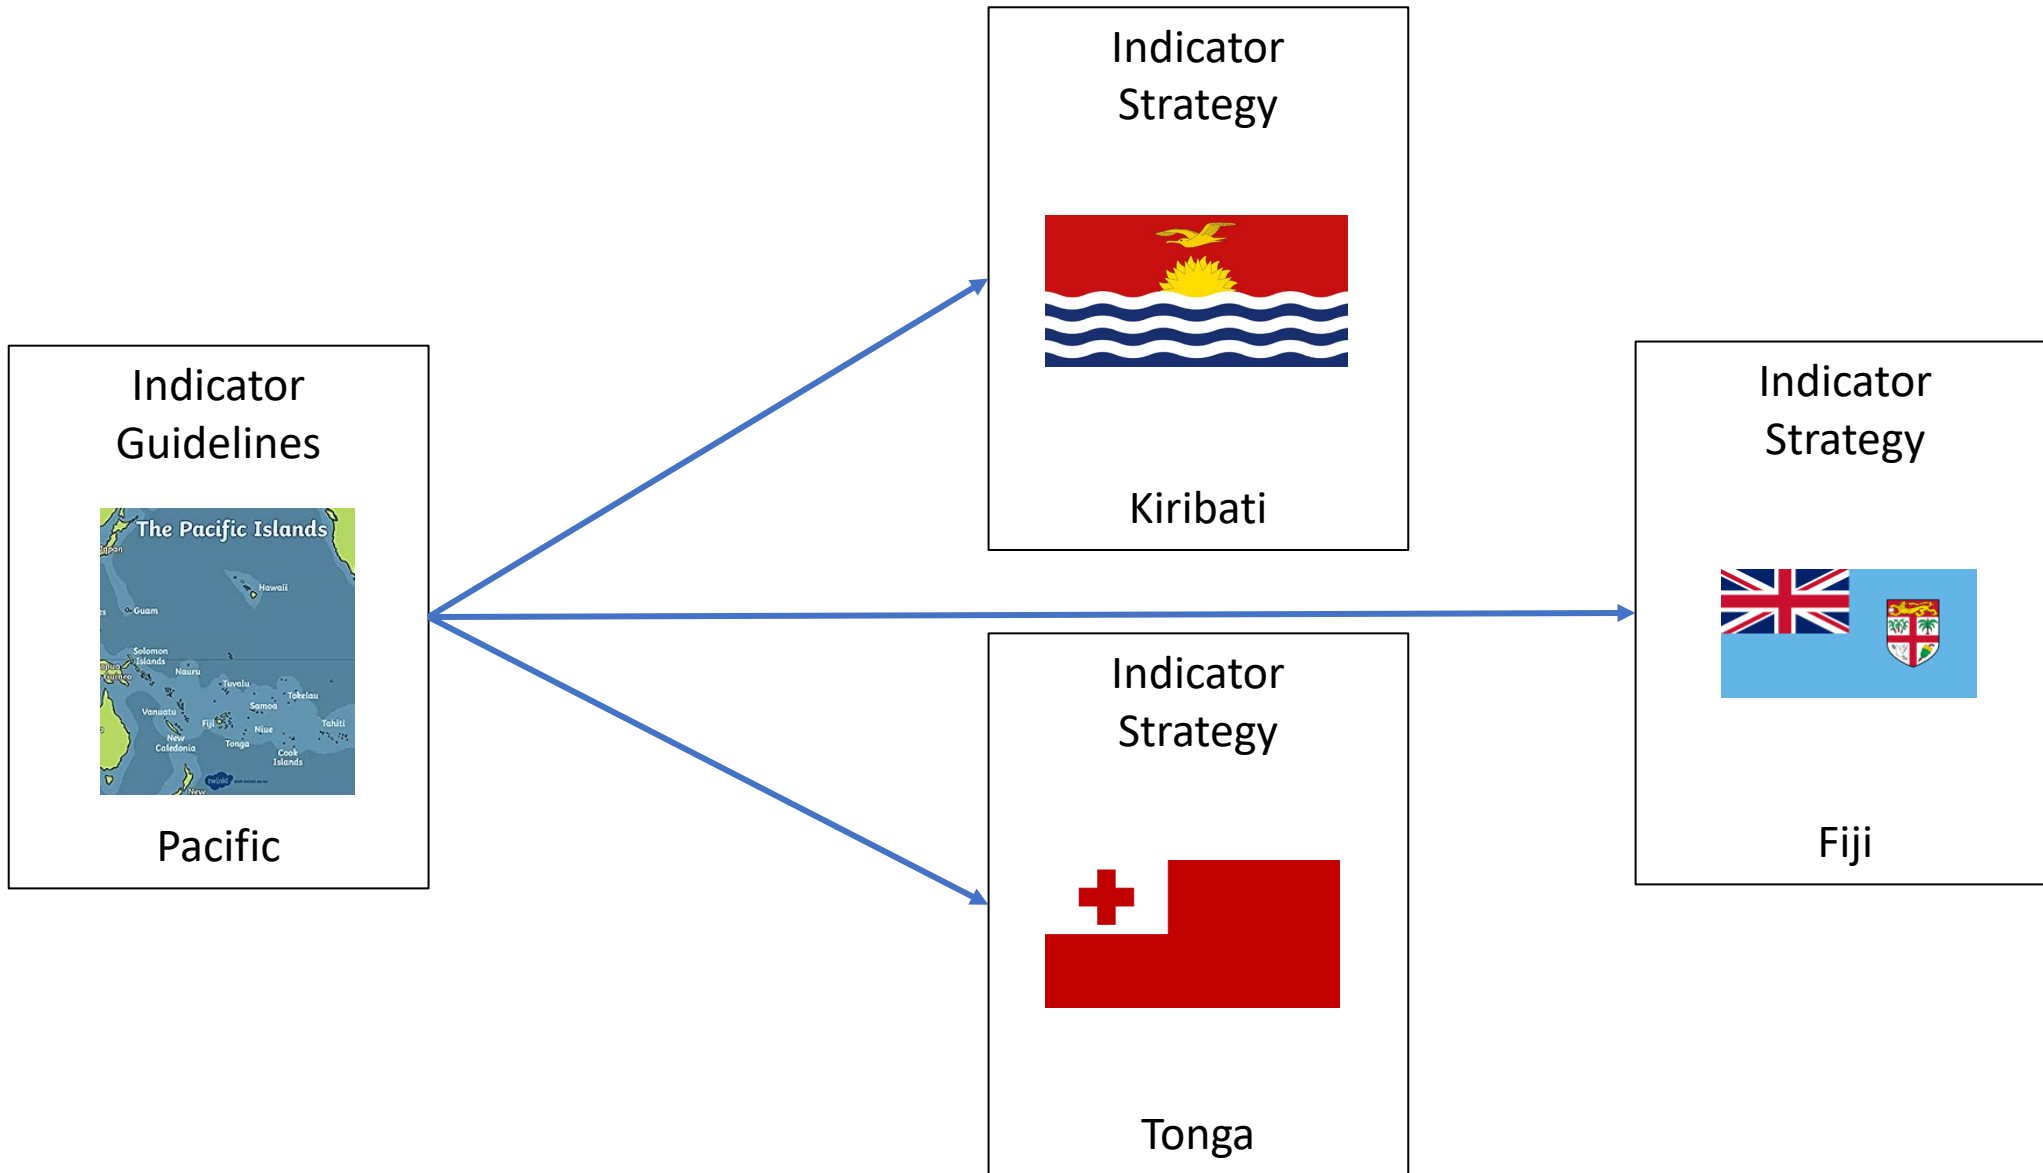 Indicator
Strategy
Kiribati
Indicator
Guidelines
The Pacific Islands
Hawaii
Guam
Solomon
Islands
Nauru
Tuvalu
Tokelau
Samoa
Vanuatu
Fiji
Niue
Tahiti
New
Caledonia
Tonga
Cook
Islands
New
Pacific
Indicator
Strategy
Tonga
Indicator
Strategy
Fiji